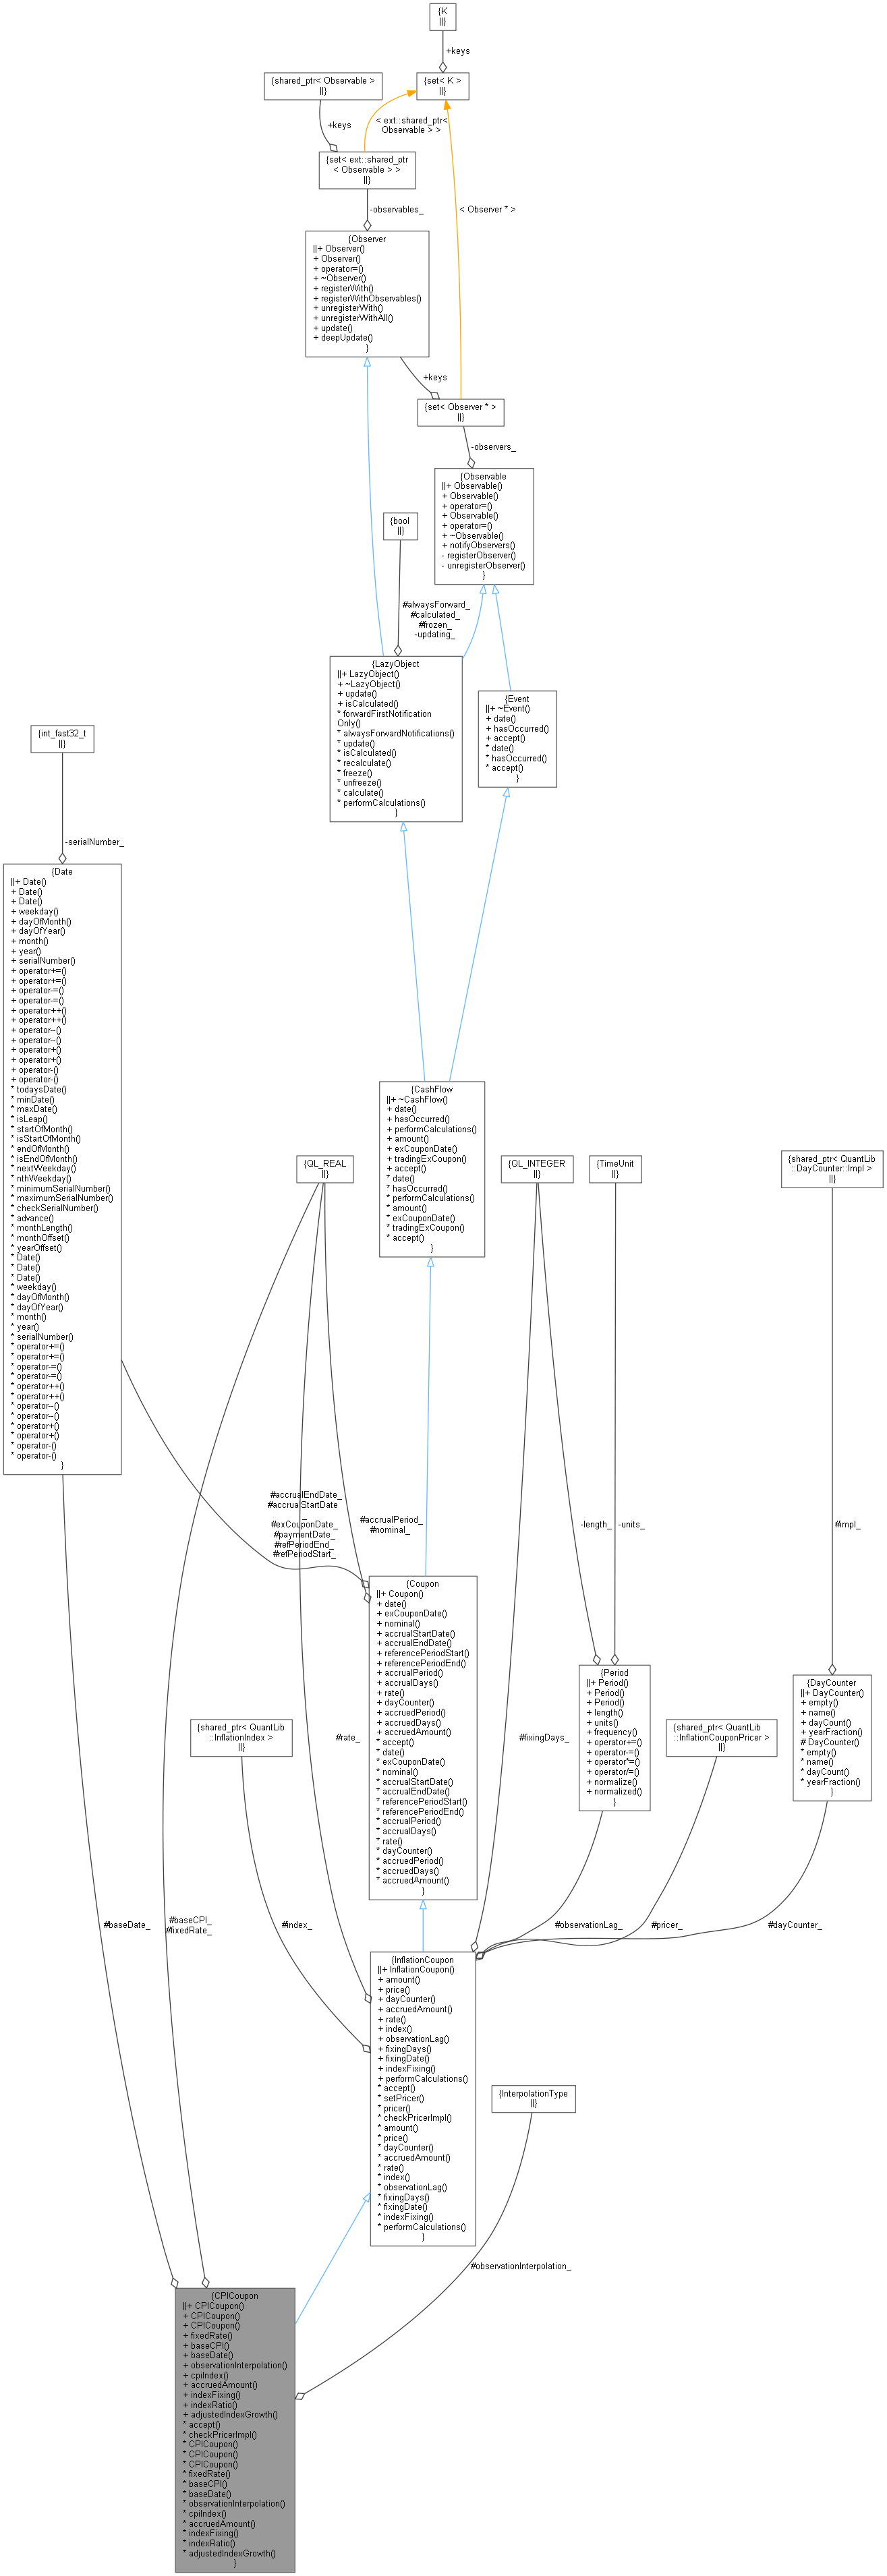 {K
||}
+keys
{shared_ptr< Observable >
||}
{set< K >
||}
+keys
< ext::shared_ptr<
Observable > >
{set< ext::shared_ptr
< Observable > >
||}
-observables_
< Observer * >
{Observer
||+ Observer()
+ Observer()
+ operator=()
+ ~Observer()
+ registerWith()
+ registerWithObservables()
+ unregisterWith()
+ unregisterWithAll()
+ update()
+ deepUpdate()
}
+keys
{set< Observer * >
||}
-observers_
{Observable
||+ Observable()
+ Observable()
+ operator=()
+ Observable()
+ operator=()
+ ~Observable()
+ notifyObservers()
- registerObserver()
- unregisterObserver()
}
{bool
||}
#alwaysForward_
#calculated_
#frozen_
-updating_
{LazyObject
||+ LazyObject()
+ ~LazyObject()
+ update()
+ isCalculated()
* forwardFirstNotification
Only()
* alwaysForwardNotifications()
* update()
* isCalculated()
* recalculate()
* freeze()
* unfreeze()
* calculate()
* performCalculations()
}
{Event
||+ ~Event()
+ date()
+ hasOccurred()
+ accept()
* date()
* hasOccurred()
* accept()
}
{int_fast32_t
||}
-serialNumber_
{Date
||+ Date()
+ Date()
+ Date()
+ weekday()
+ dayOfMonth()
+ dayOfYear()
+ month()
+ year()
+ serialNumber()
+ operator+=()
+ operator+=()
+ operator-=()
+ operator-=()
+ operator++()
+ operator++()
+ operator--()
+ operator--()
+ operator+()
+ operator+()
+ operator-()
+ operator-()
* todaysDate()
* minDate()
* maxDate()
* isLeap()
* startOfMonth()
* isStartOfMonth()
* endOfMonth()
* isEndOfMonth()
* nextWeekday()
* nthWeekday()
* minimumSerialNumber()
* maximumSerialNumber()
* checkSerialNumber()
* advance()
* monthLength()
* monthOffset()
* yearOffset()
* Date()
* Date()
* Date()
* weekday()
* dayOfMonth()
* dayOfYear()
* month()
* year()
* serialNumber()
* operator+=()
* operator+=()
* operator-=()
* operator-=()
* operator++()
* operator++()
* operator--()
* operator--()
* operator+()
* operator+()
* operator-()
* operator-()
}
{CashFlow
||+ ~CashFlow()
+ date()
+ hasOccurred()
+ performCalculations()
+ amount()
+ exCouponDate()
+ tradingExCoupon()
+ accept()
* date()
* hasOccurred()
* performCalculations()
* amount()
* exCouponDate()
* tradingExCoupon()
* accept()
}
{QL_REAL
||}
{QL_INTEGER
||}
{TimeUnit
||}
{shared_ptr< QuantLib
::DayCounter::Impl >
||}
#accrualEndDate_
#accrualStartDate
_
#exCouponDate_
#paymentDate_
#refPeriodEnd_
#refPeriodStart_
#accrualPeriod_
#nominal_
-length_
-units_
#impl_
{Coupon
||+ Coupon()
+ date()
+ exCouponDate()
+ nominal()
+ accrualStartDate()
+ accrualEndDate()
+ referencePeriodStart()
+ referencePeriodEnd()
+ accrualPeriod()
+ accrualDays()
+ rate()
+ dayCounter()
+ accruedPeriod()
+ accruedDays()
+ accruedAmount()
* accept()
* date()
* exCouponDate()
* nominal()
* accrualStartDate()
* accrualEndDate()
* referencePeriodStart()
* referencePeriodEnd()
* accrualPeriod()
* accrualDays()
* rate()
* dayCounter()
* accruedPeriod()
* accruedDays()
* accruedAmount()
}
{Period
||+ Period()
+ Period()
+ Period()
+ length()
+ units()
+ frequency()
+ operator+=()
+ operator-=()
+ operator*=()
+ operator/=()
+ normalize()
+ normalized()
}
{DayCounter
||+ DayCounter()
+ empty()
+ name()
+ dayCount()
+ yearFraction()
# DayCounter()
* empty()
* name()
* dayCount()
* yearFraction()
}
{shared_ptr< QuantLib
::InflationIndex >
||}
#rate_
#fixingDays_
{shared_ptr< QuantLib
::InflationCouponPricer >
||}
#baseDate_
#baseCPI_
#fixedRate_
#index_
#observationLag_
#pricer_
#dayCounter_
{InflationCoupon
||+ InflationCoupon()
+ amount()
+ price()
+ dayCounter()
+ accruedAmount()
+ rate()
+ index()
+ observationLag()
+ fixingDays()
+ fixingDate()
+ indexFixing()
+ performCalculations()
* accept()
* setPricer()
* pricer()
* checkPricerImpl()
* amount()
* price()
* dayCounter()
* accruedAmount()
* rate()
* index()
* observationLag()
* fixingDays()
* fixingDate()
* indexFixing()
* performCalculations()
}
{InterpolationType
||}
#observationInterpolation_
{CPICoupon
||+ CPICoupon()
+ CPICoupon()
+ CPICoupon()
+ fixedRate()
+ baseCPI()
+ baseDate()
+ observationInterpolation()
+ cpiIndex()
+ accruedAmount()
+ indexFixing()
+ indexRatio()
+ adjustedIndexGrowth()
* accept()
* checkPricerImpl()
* CPICoupon()
* CPICoupon()
* CPICoupon()
* fixedRate()
* baseCPI()
* baseDate()
* observationInterpolation()
* cpiIndex()
* accruedAmount()
* indexFixing()
* indexRatio()
* adjustedIndexGrowth()
}